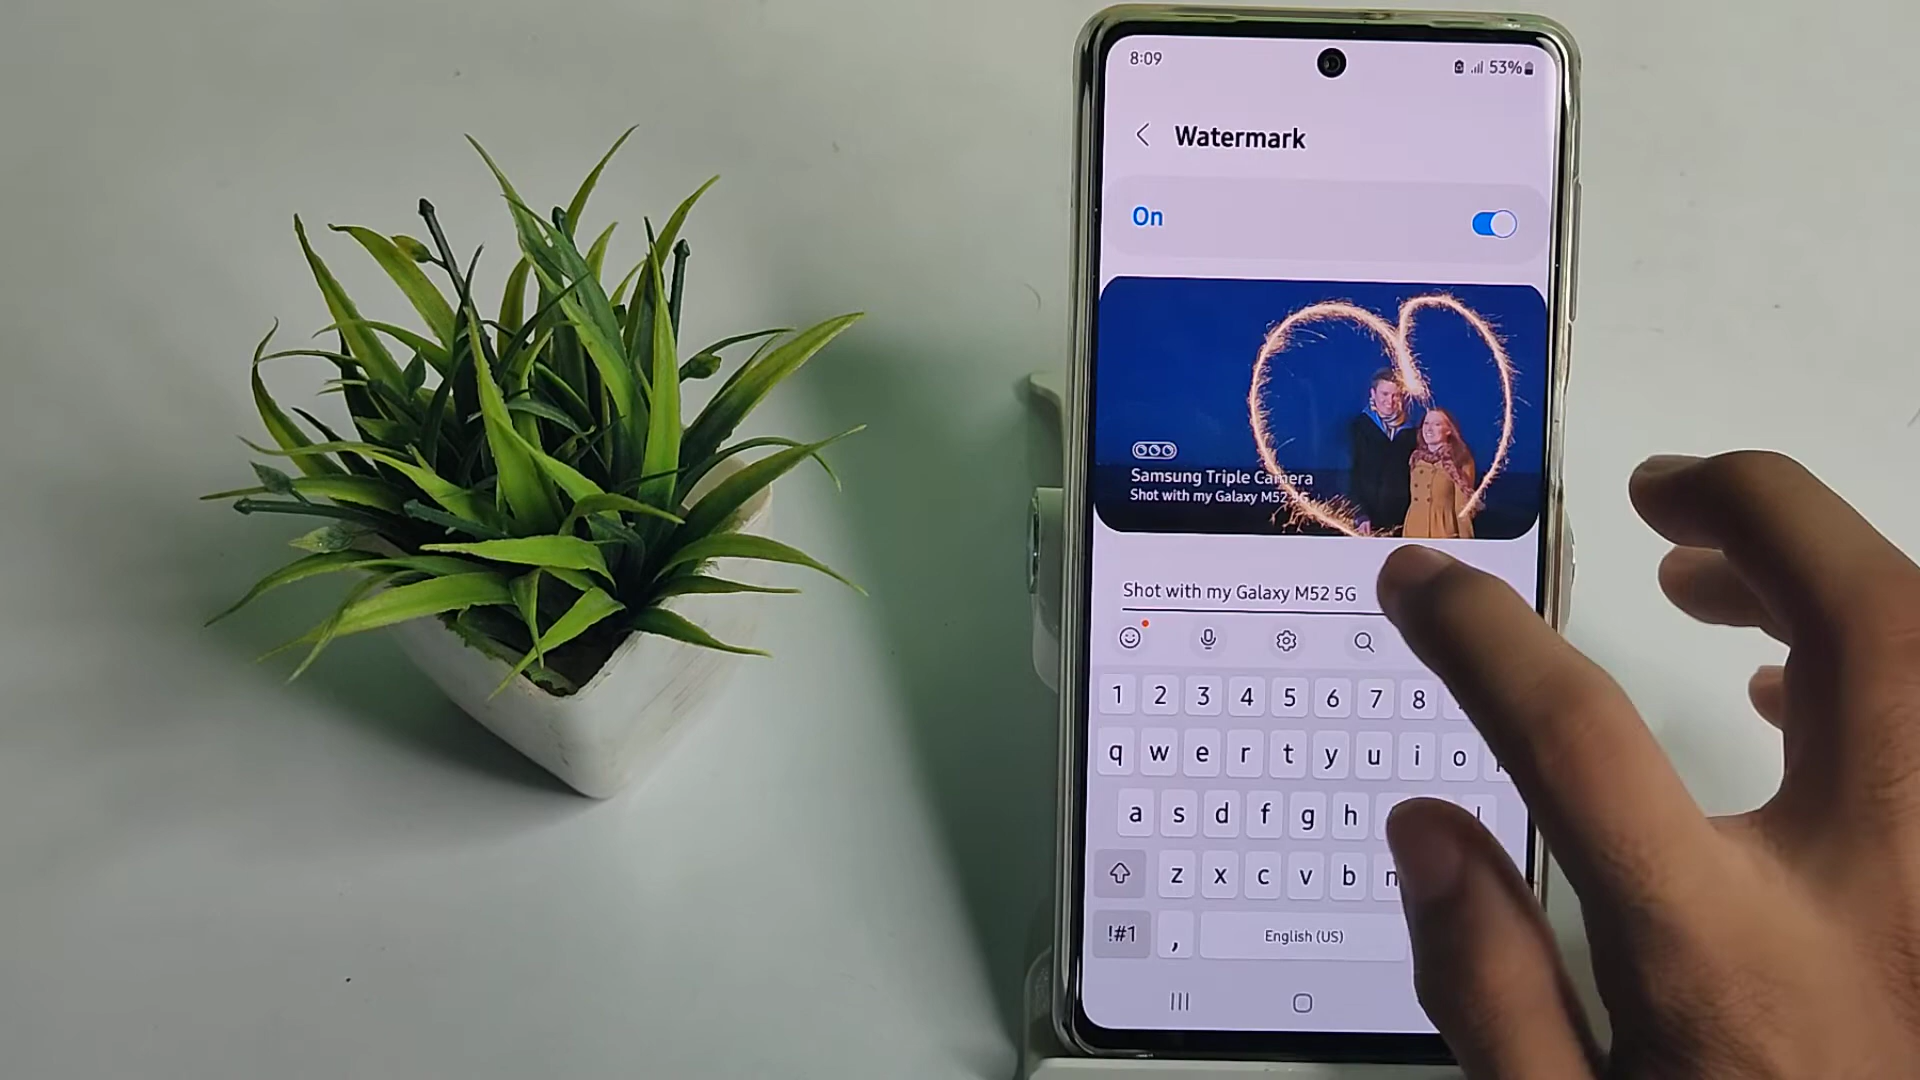 8:09
53%
Watermark
On
Samsung Triple Camera
Shot with my Galaxy M52 5G
Shot with my Galaxy M52 5G
1 2 3 4 5 6 7 8
q w e r t y u i o
a s d f g h
z x c v b n
!#1 , English (US)